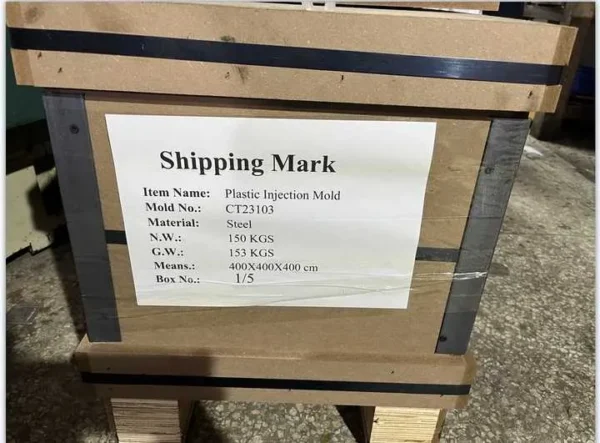 Shipping Mark
Item Name: Plastic Injection Mold
Mold No.: CT23103
Material: Steel
N.W.: 150 KGS
G.W.: 153 KGS
Means.: 400X400X400 cm
Box No.: 1/5